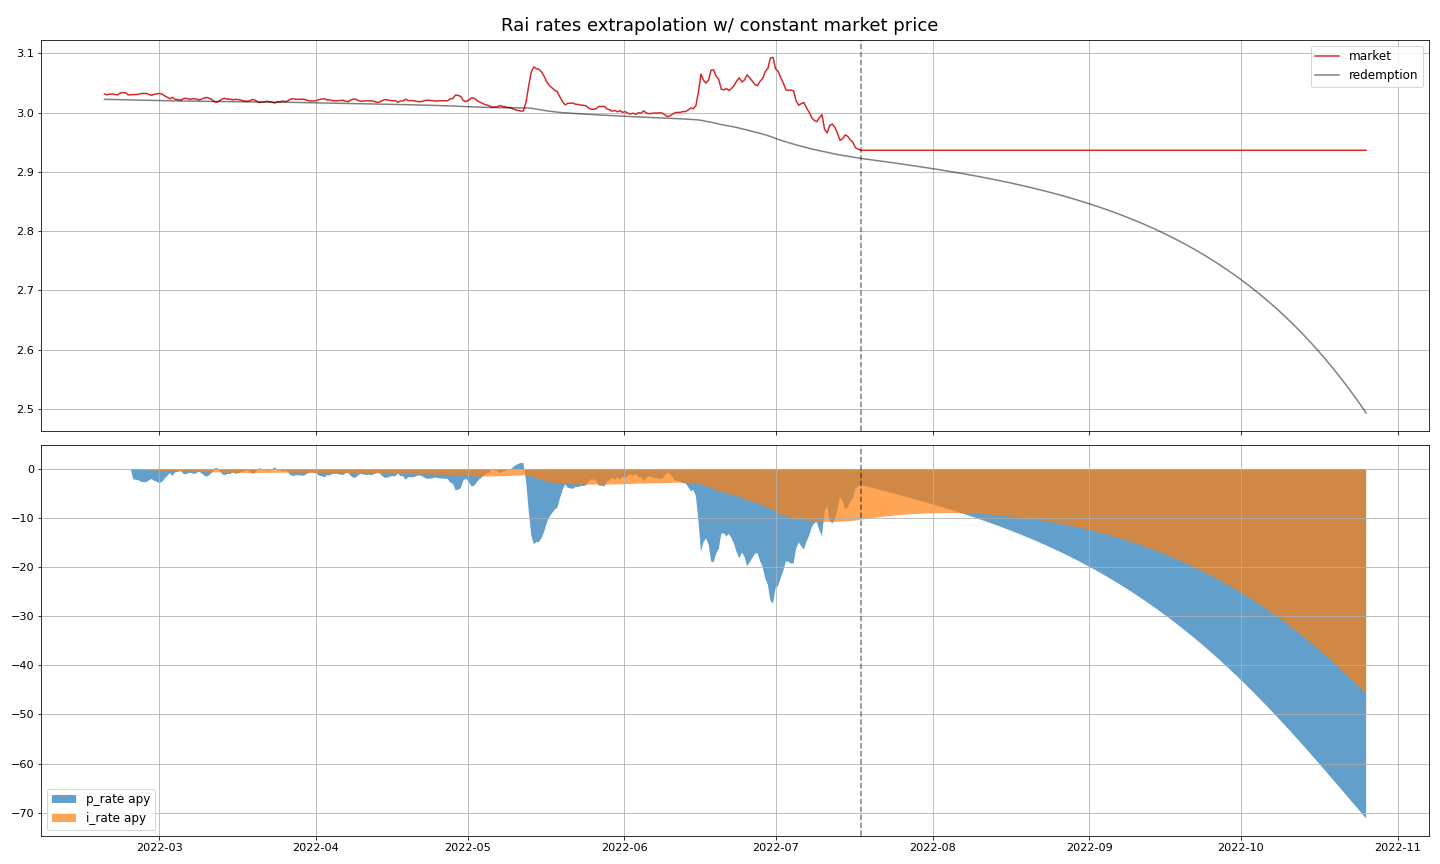 Rai rates extrapolation w/ constant market price
3.1
3.0
2.9
2.8
2.7
2.6
2.5
market
redemption
0
−10
−20
−30
−40
−50
−60
−70
p_rate apy
i_rate apy
2022-03 2022-04 2022-05 2022-06 2022-07 2022-08 2022-09 2022-10 2022-11